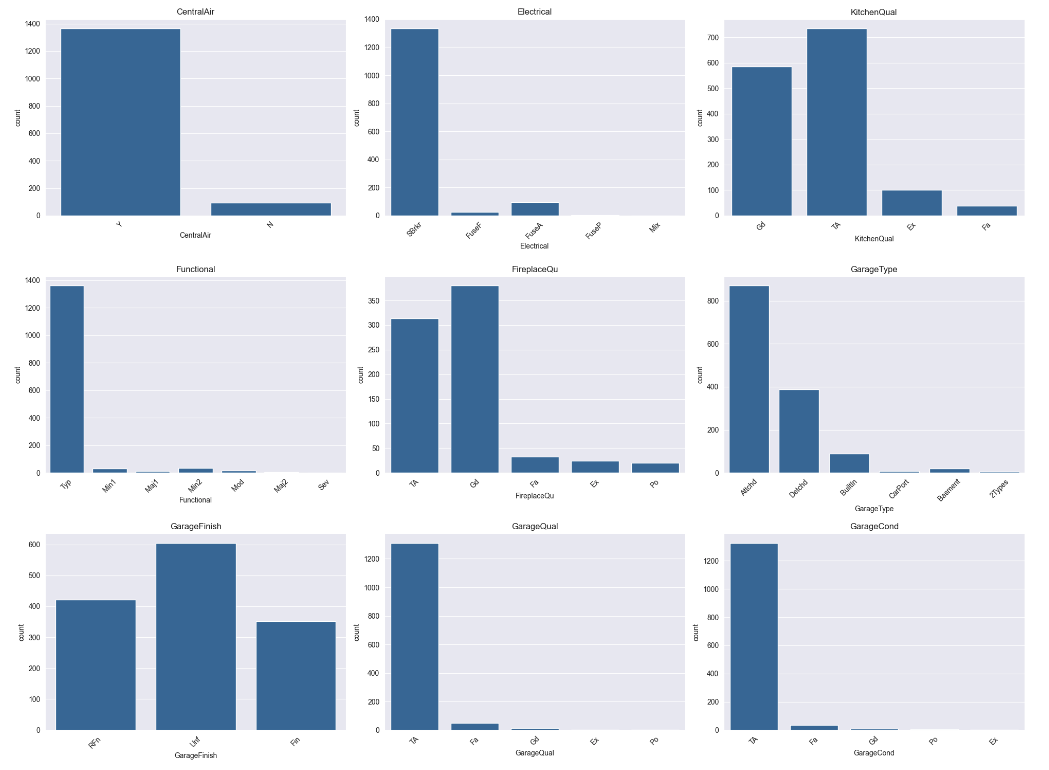 CentralAir
1400
1200
1000
800
600
400
200
0
count
Y
N
CentralAir
Electrical
1400
1200
1000
800
600
400
200
0
count
SBrkr
FuseF
FuseA
FuseP
Mix
Electrical
KitchenQual
700
600
500
400
300
200
100
0
count
Gd
TA
Ex
Fa
KitchenQual
Functional
1400
1200
1000
800
600
400
200
0
count
Typ
Min1
Maj1
Min2
Mod
Maj2
Sev
Functional
FireplaceQu
350
300
250
200
150
100
50
0
count
TA
Gd
Fa
Ex
Po
FireplaceQu
GarageType
800
600
400
200
0
count
Attchd
Detchd
BuiltIn
CarPort
Basment
2Types
GarageType
GarageFinish
600
500
400
300
200
100
0
count
RFn
Unf
Fin
GarageFinish
GarageQual
1200
1000
800
600
400
200
0
count
TA
Fa
Gd
Ex
Po
GarageQual
GarageCond
1200
1000
800
600
400
200
0
count
TA
Fa
Gd
Po
Ex
GarageCond